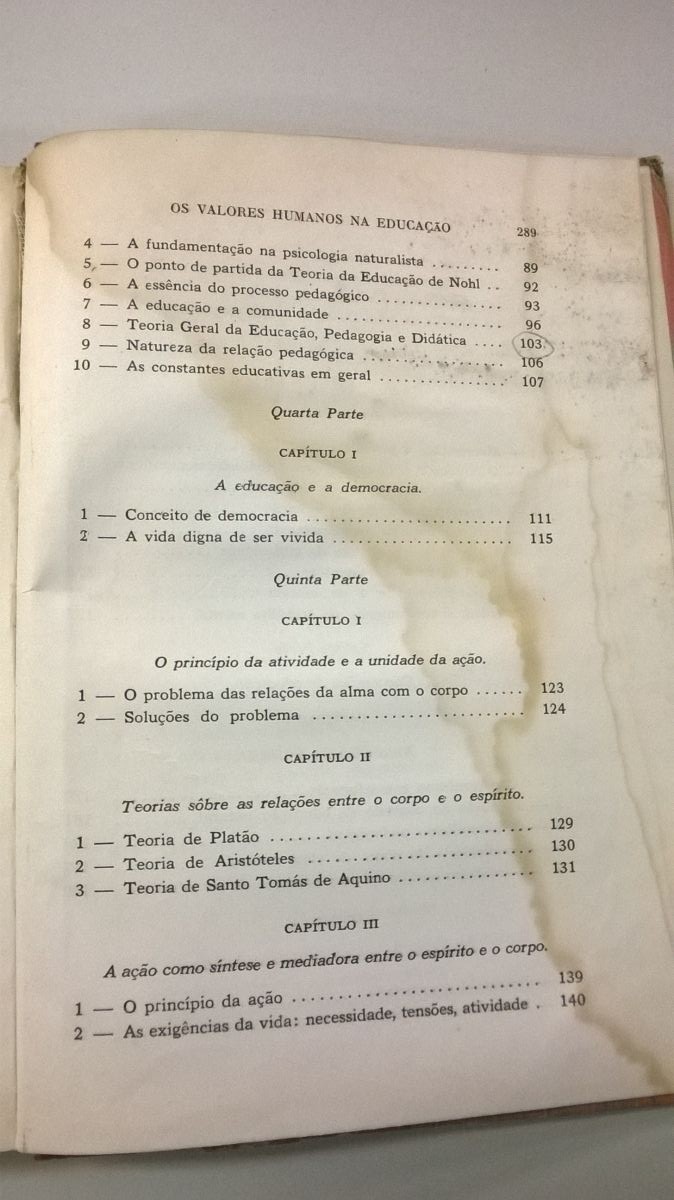 OS VALORES HUMANOS NA EDUCAÇÃO 289
4 — A fundamentação na psicologia naturalista ......... 89
5 — O ponto de partida da Teoria da Educação de Nohl .. 92
6 — A essência do processo pedagógico ................ 93
7 — A educação e a comunidade ...................... 96
8 — Teoria Geral da Educação, Pedagogia e Didática .... 103
9 — Natureza da relação pedagógica .................. 106
10 — As constantes educativas em geral ................ 107
Quarta Parte
CAPÍTULO I
A educação e a democracia.
1 — Conceito de democracia ......................... 111
2 — A vida digna de ser vivida ...................... 115
Quinta Parte
CAPÍTULO I
O princípio da atividade e a unidade da ação.
1 — O problema das relações da alma com o corpo ...... 123
2 — Soluções do problema .......................... 124
CAPÍTULO II
Teorias sôbre as relações entre o corpo e o espírito.
1 — Teoria de Platão ................................ 129
2 — Teoria de Aristóteles ........................... 130
3 — Teoria de Santo Tomás de Aquino ................ 131
CAPÍTULO III
A ação como síntese e mediadora entre o espírito e o corpo.
1 — O princípio da ação ............................. 139
2 — As exigências da vida: necessidade, tensões, atividade . 140